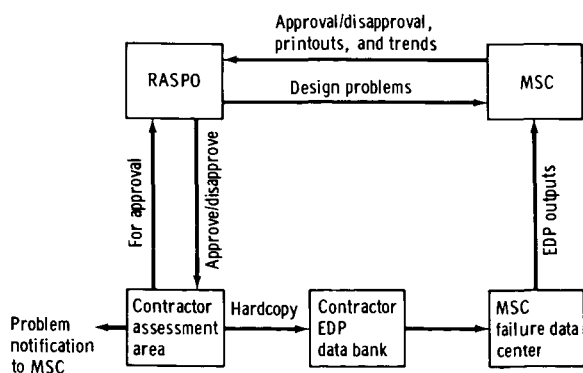 Approval/disapproval,
printouts, and trends
RASPO
Design problems
MSC
For approval
Approve/disapprove
EDP outputs
Problem
notification
to MSC
Contractor
assessment
area
Hardcopy
Contractor
EDP
data bank
MSC
failure data
center